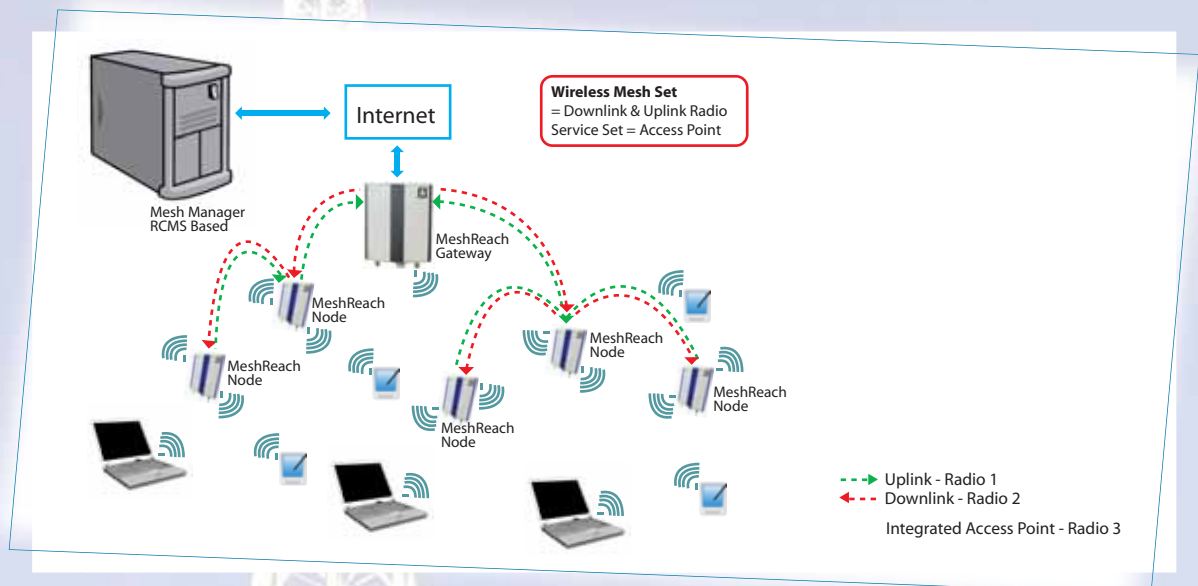 Wireless Mesh Set
= Downlink & Uplink Radio
Service Set = Access Point
Internet
Mesh Manager
RCMS Based
MeshReach
Gateway
MeshReach
Node
MeshReach
Node
MeshReach
Node
MeshReach
Node
MeshReach
Node
Uplink - Radio 1
Downlink - Radio 2
Integrated Access Point - Radio 3